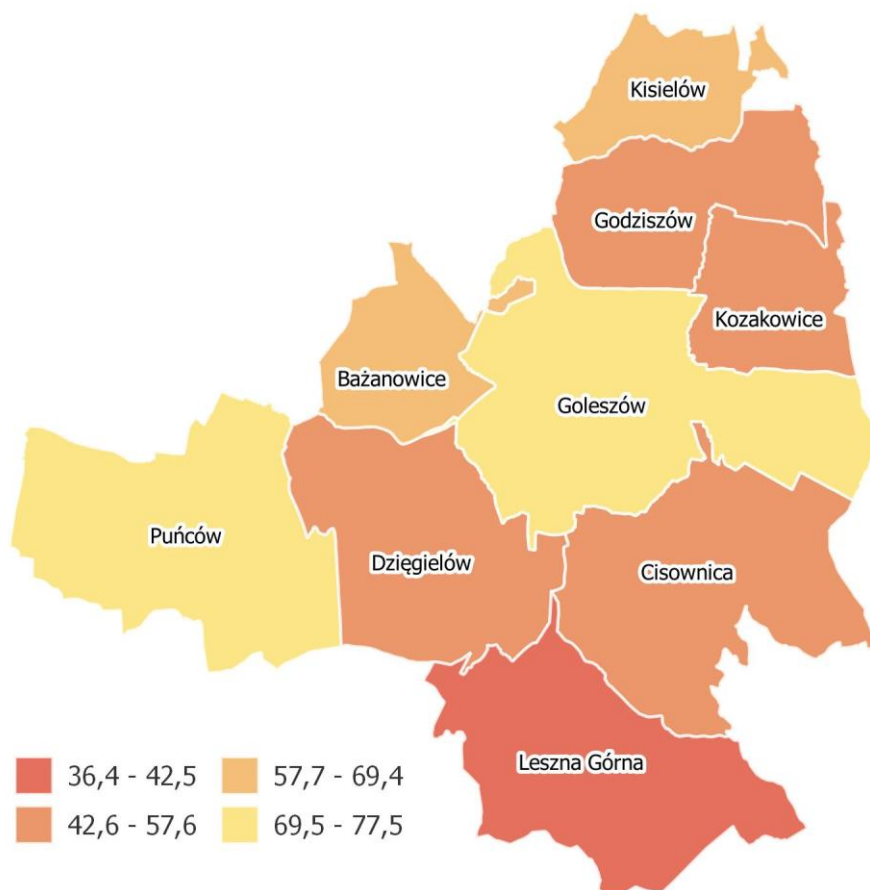 Kisielów
Godziszów
Kozakowice
Bażanowice
Goleszów
Puńców
Dzięgielów
Cisownica
Leszna Górna
36,4 - 42,5
57,7 - 69,4
42,6 - 57,6
69,5 - 77,5